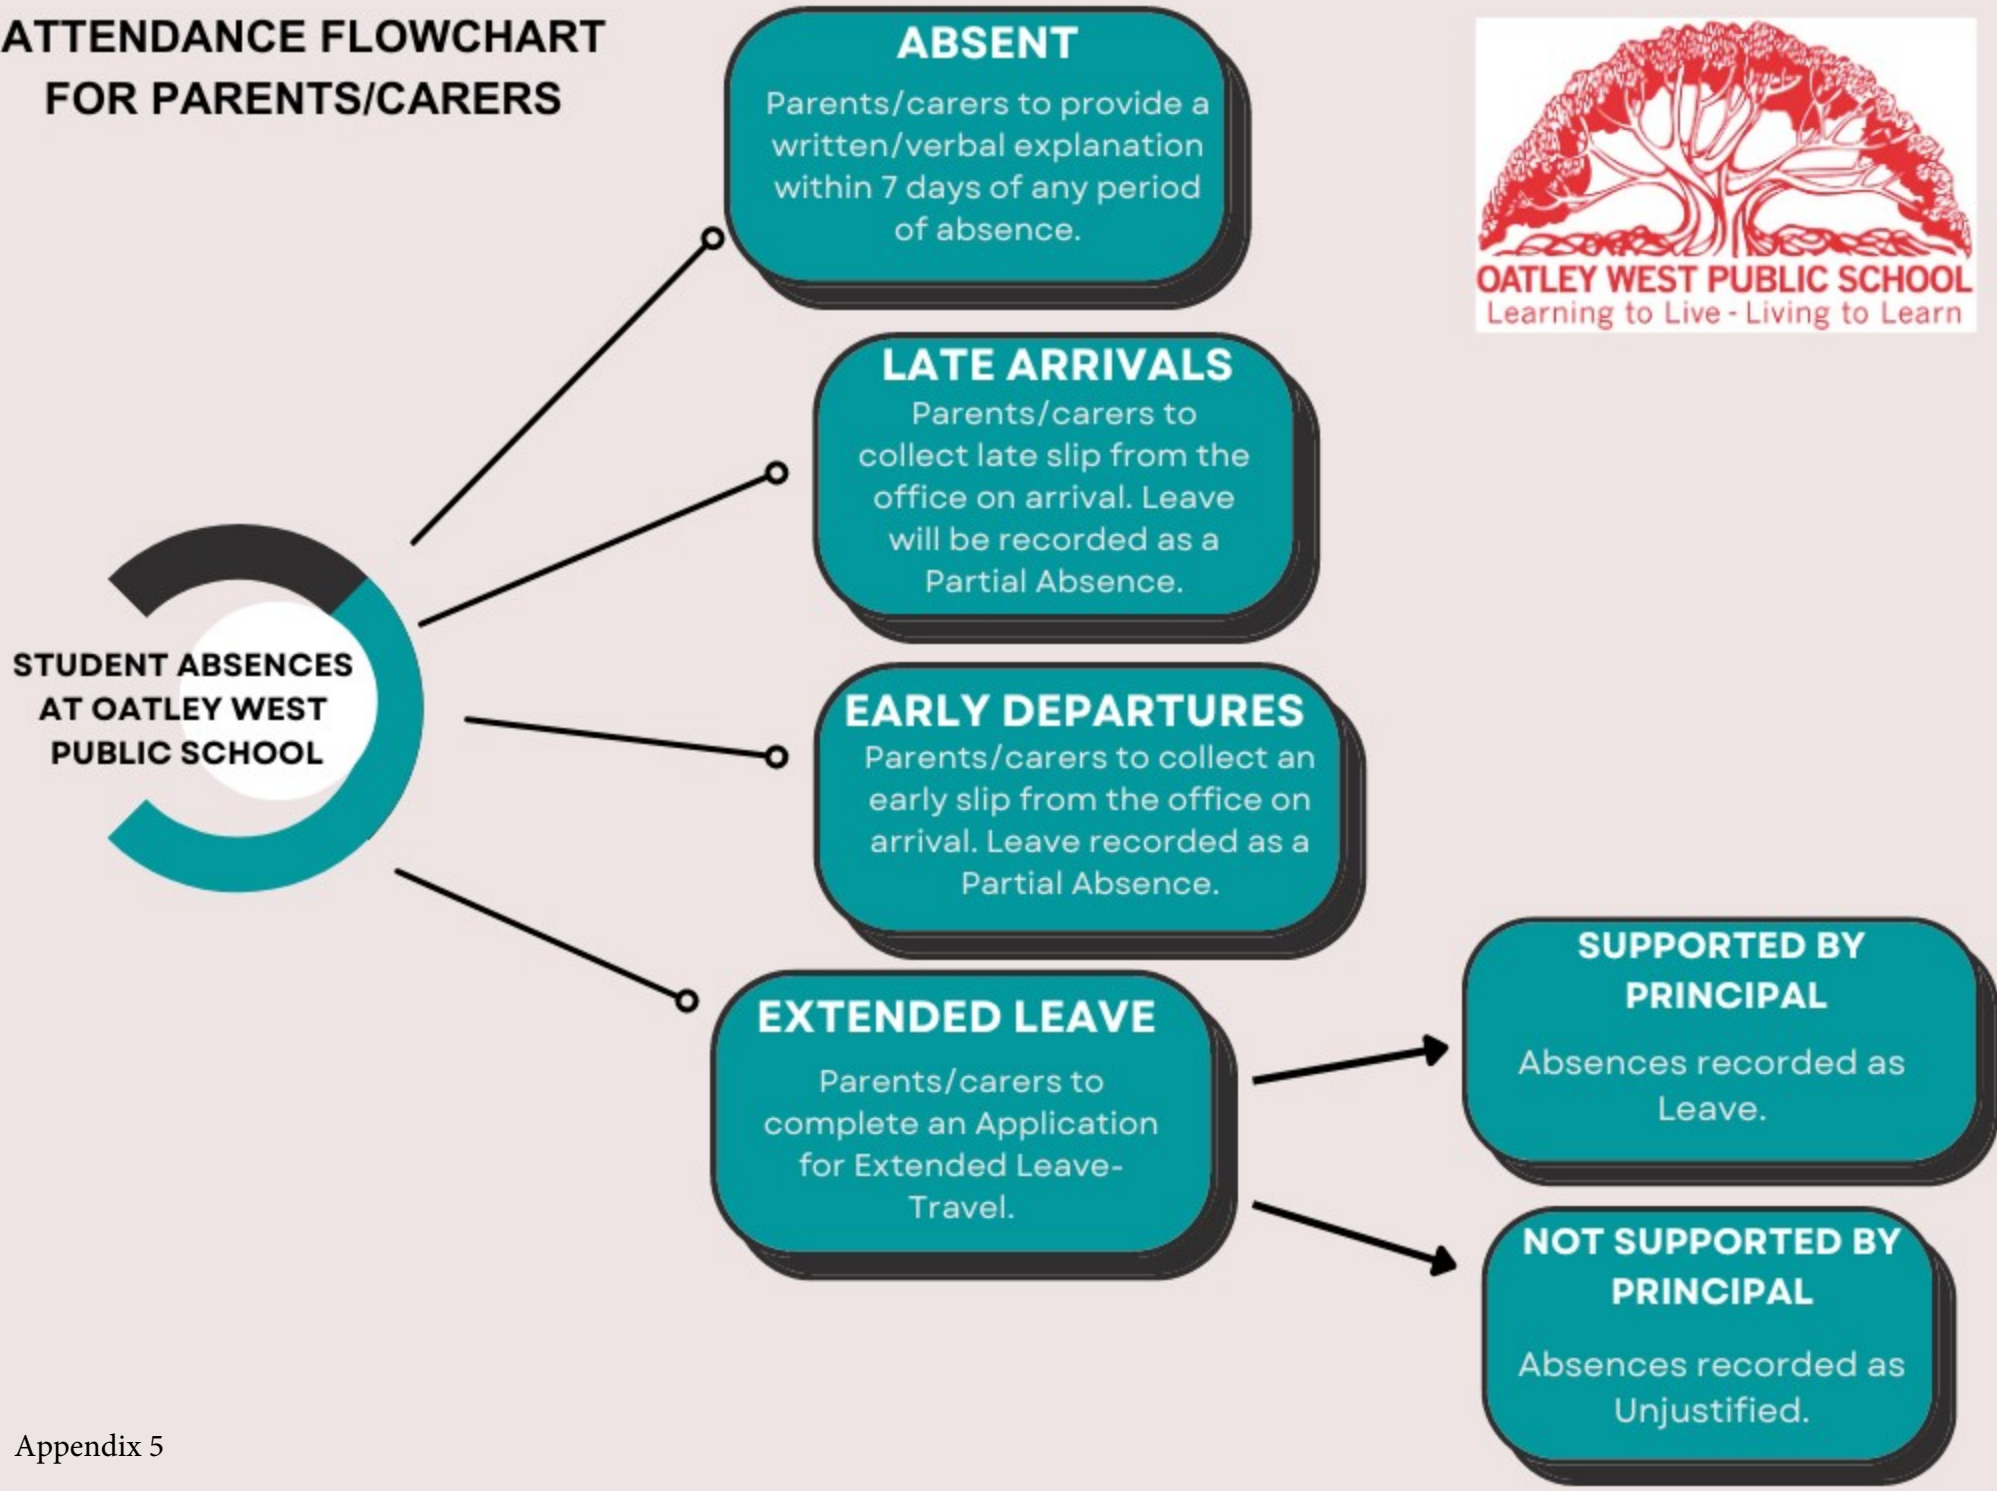 ATTENDANCE FLOWCHART
FOR PARENTS/CARERS
ABSENT
Parents/carers to provide a
written/verbal explanation
within 7 days of any period
of absence.
OATLEY WEST PUBLIC SCHOOL
Learning to Live - Living to Learn
LATE ARRIVALS
Parents/carers to
collect late slip from the
office on arrival. Leave
will be recorded as a
Partial Absence.
STUDENT ABSENCES
AT OATLEY WEST
PUBLIC SCHOOL
EARLY DEPARTURES
Parents/carers to collect an
early slip from the office on
arrival. Leave recorded as a
Partial Absence.
EXTENDED LEAVE
Parents/carers to
complete an Application
for Extended Leave-
Travel.
SUPPORTED BY
PRINCIPAL
Absences recorded as
Leave.
NOT SUPPORTED BY
PRINCIPAL
Absences recorded as
Unjustified.
Appendix 5